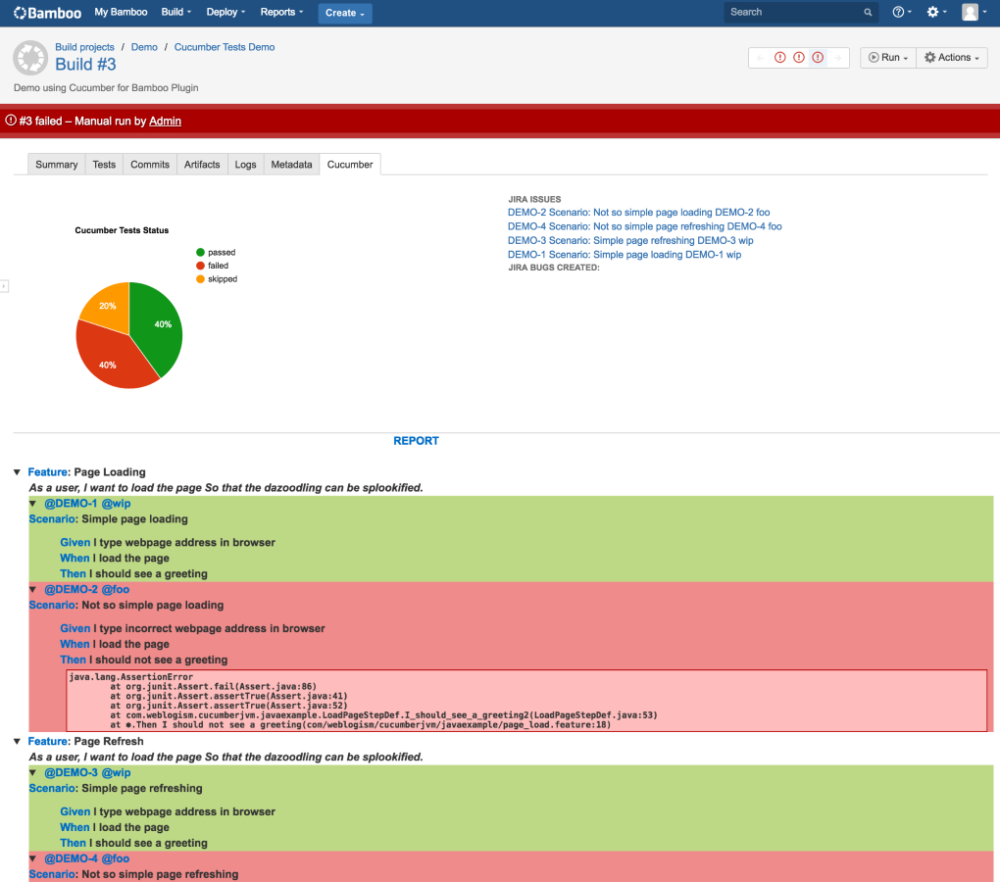 Bamboo My Bamboo Build Deploy Reports Create Search
Build projects / Demo / Cucumber Tests Demo
Build #3
Run Actions
Demo using Cucumber for Bamboo Plugin
#3 failed – Manual run by Admin
Summary Tests Commits Artifacts Logs Metadata Cucumber
JIRA ISSUES
DEMO-2 Scenario: Not so simple page loading DEMO-2 foo
DEMO-4 Scenario: Not so simple page refreshing DEMO-4 foo
DEMO-3 Scenario: Simple page refreshing DEMO-3 wip
DEMO-1 Scenario: Simple page loading DEMO-1 wip
JIRA BUGS CREATED:
Cucumber Tests Status
passed
failed
skipped
20%
40%
40%
REPORT
Feature: Page Loading
As a user, I want to load the page So that the dazoodling can be splookified.
@DEMO-1 @wip
Scenario: Simple page loading
Given I type webpage address in browser
When I load the page
Then I should see a greeting
@DEMO-2 @foo
Scenario: Not so simple page loading
Given I type incorrect webpage address in browser
When I load the page
Then I should not see a greeting
java.lang.AssertionError
at org.junit.Assert.fail(Assert.java:86)
at org.junit.Assert.assertTrue(Assert.java:41)
at org.junit.Assert.assertTrue(Assert.java:52)
at com.weblogism.cucumberjvm.javaexample.LoadPageStepDef.I_should_see_a_greeting2(LoadPageStepDef.java:53)
at ✽.Then I should not see a greeting(com/weblogism/cucumberjvm/javaexample/page_load.feature:18)
Feature: Page Refresh
As a user, I want to load the page So that the dazoodling can be splookified.
@DEMO-3 @wip
Scenario: Simple page refreshing
Given I type webpage address in browser
When I load the page
Then I should see a greeting
@DEMO-4 @foo
Scenario: Not so simple page refreshing